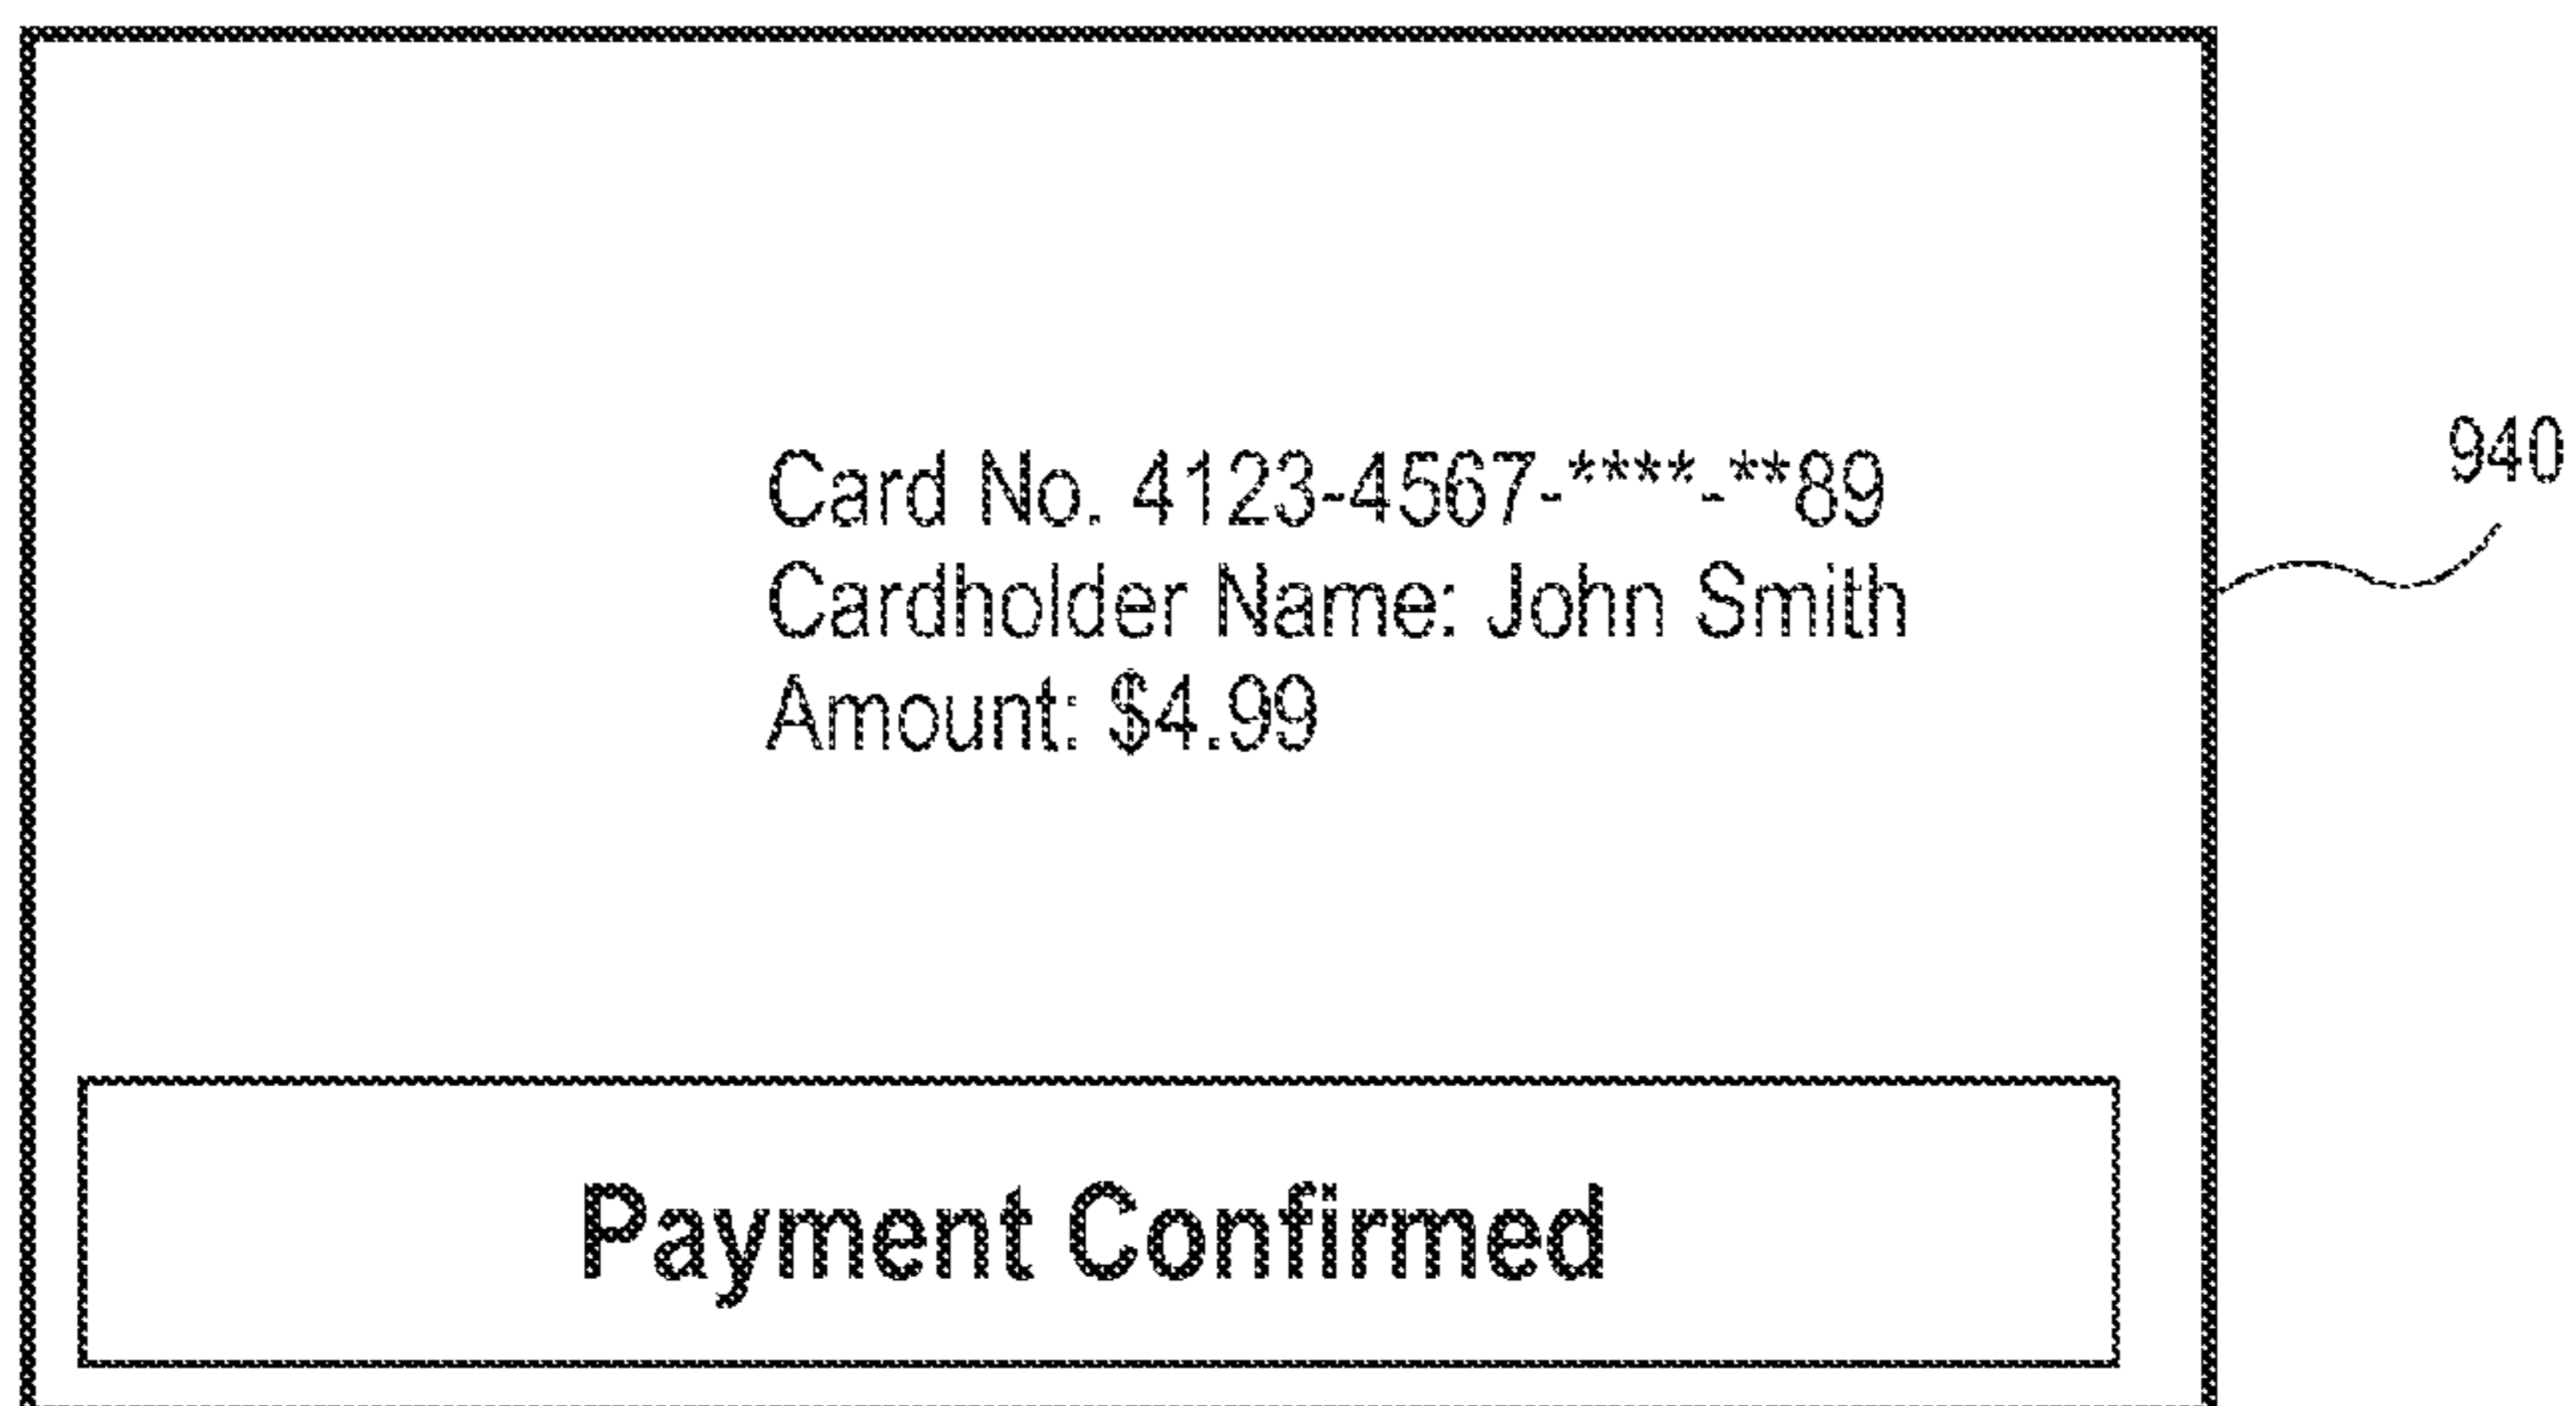 Card No. 4123-4567-****-**89
940
Cardholder Name: John Smith
Amount: $4.99
Payment Confirmed